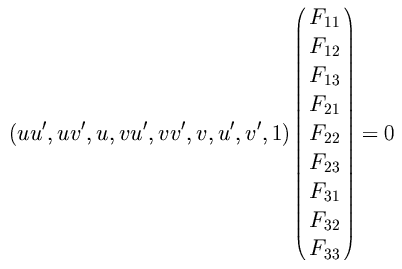 (uu′, uv′, u, vu′, vv′, v, u′, v′, 1) (F₁₁
F₁₂
F₁₃
F₂₁
F₂₂
F₂₃
F₃₁
F₃₂
F₃₃) = 0